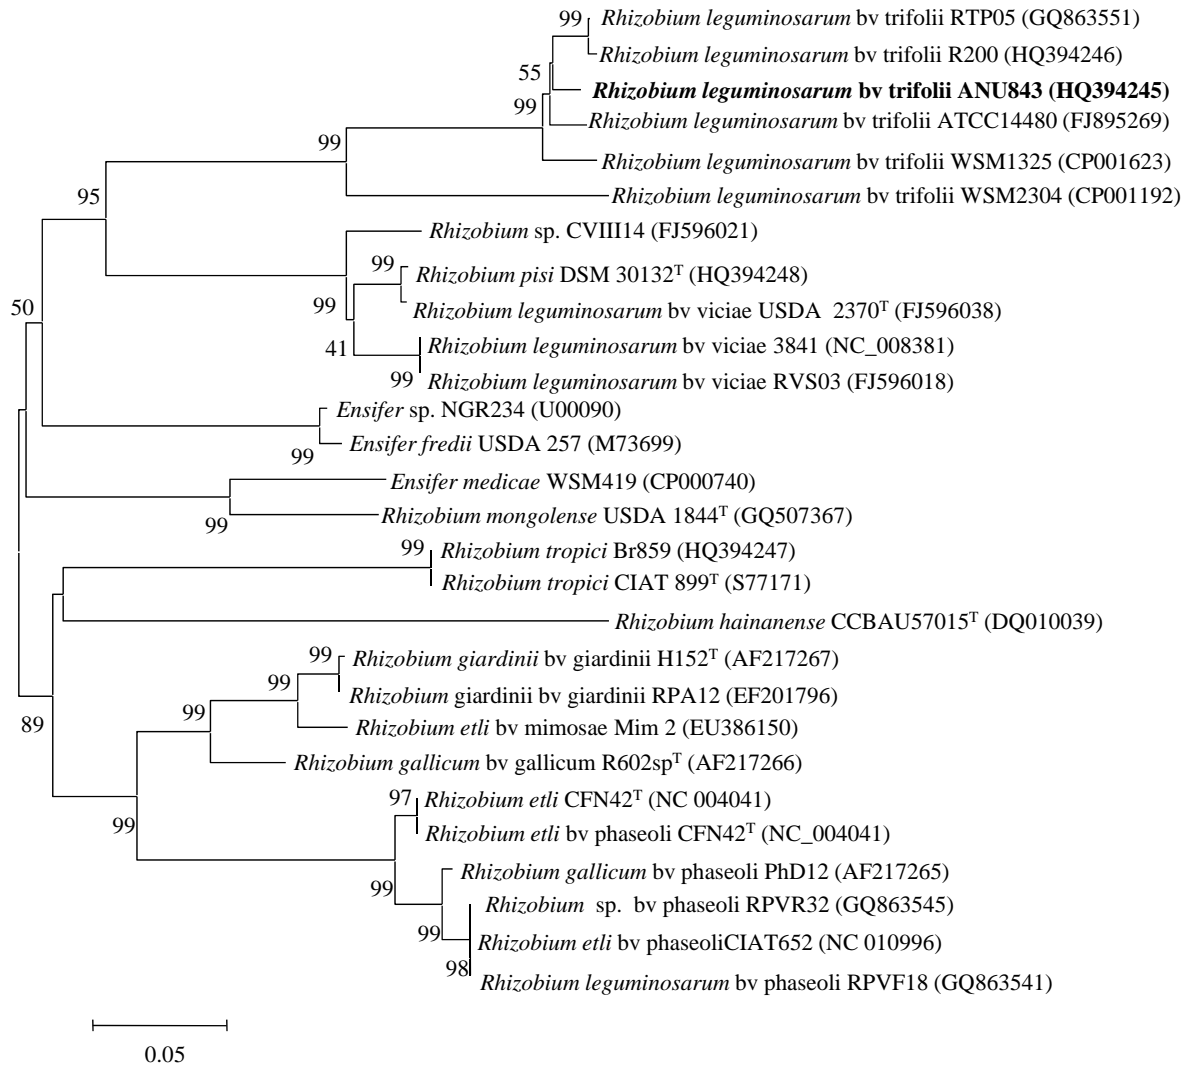 99 Rhizobium leguminosarum bv trifolii RTP05 (GQ863551)
Rhizobium leguminosarum bv trifolii R200 (HQ394246)
55
Rhizobium leguminosarum bv trifolii ANU843 (HQ394245)
99
Rhizobium leguminosarum bv trifolii ATCC14480 (FJ895269)
99
Rhizobium leguminosarum bv trifolii WSM1325 (CP001623)
95
Rhizobium leguminosarum bv trifolii WSM2304 (CP001192)
Rhizobium sp. CVIII14 (FJ596021)
99 Rhizobium pisi DSM 30132ᵀ (HQ394248)
50
99
Rhizobium leguminosarum bv viciae USDA 2370ᵀ (FJ596038)
41
Rhizobium leguminosarum bv viciae 3841 (NC_008381)
99 Rhizobium leguminosarum bv viciae RVS03 (FJ596018)
Ensifer sp. NGR234 (U00090)
Ensifer fredii USDA 257 (M73699)
99
Ensifer medicae WSM419 (CP000740)
Rhizobium mongolense USDA 1844ᵀ (GQ507367)
99
99 Rhizobium tropici Br859 (HQ394247)
Rhizobium tropici CIAT 899ᵀ (S77171)
Rhizobium hainanense CCBAU57015ᵀ (DQ010039)
99 Rhizobium giardinii bv giardinii H152ᵀ (AF217267)
99
Rhizobium giardinii bv giardinii RPA12 (EF201796)
99
89
Rhizobium etli bv mimosae Mim 2 (EU386150)
Rhizobium gallicum bv gallicum R602spᵀ (AF217266)
97 Rhizobium etli CFN42ᵀ (NC 004041)
99
Rhizobium etli bv phaseoli CFN42ᵀ (NC_004041)
Rhizobium gallicum bv phaseoli PhD12 (AF217265)
99
Rhizobium sp. bv phaseoli RPVR32 (GQ863545)
99
Rhizobium etli bv phaseoliCIAT652 (NC 010996)
98
Rhizobium leguminosarum bv phaseoli RPVF18 (GQ863541)
0.05